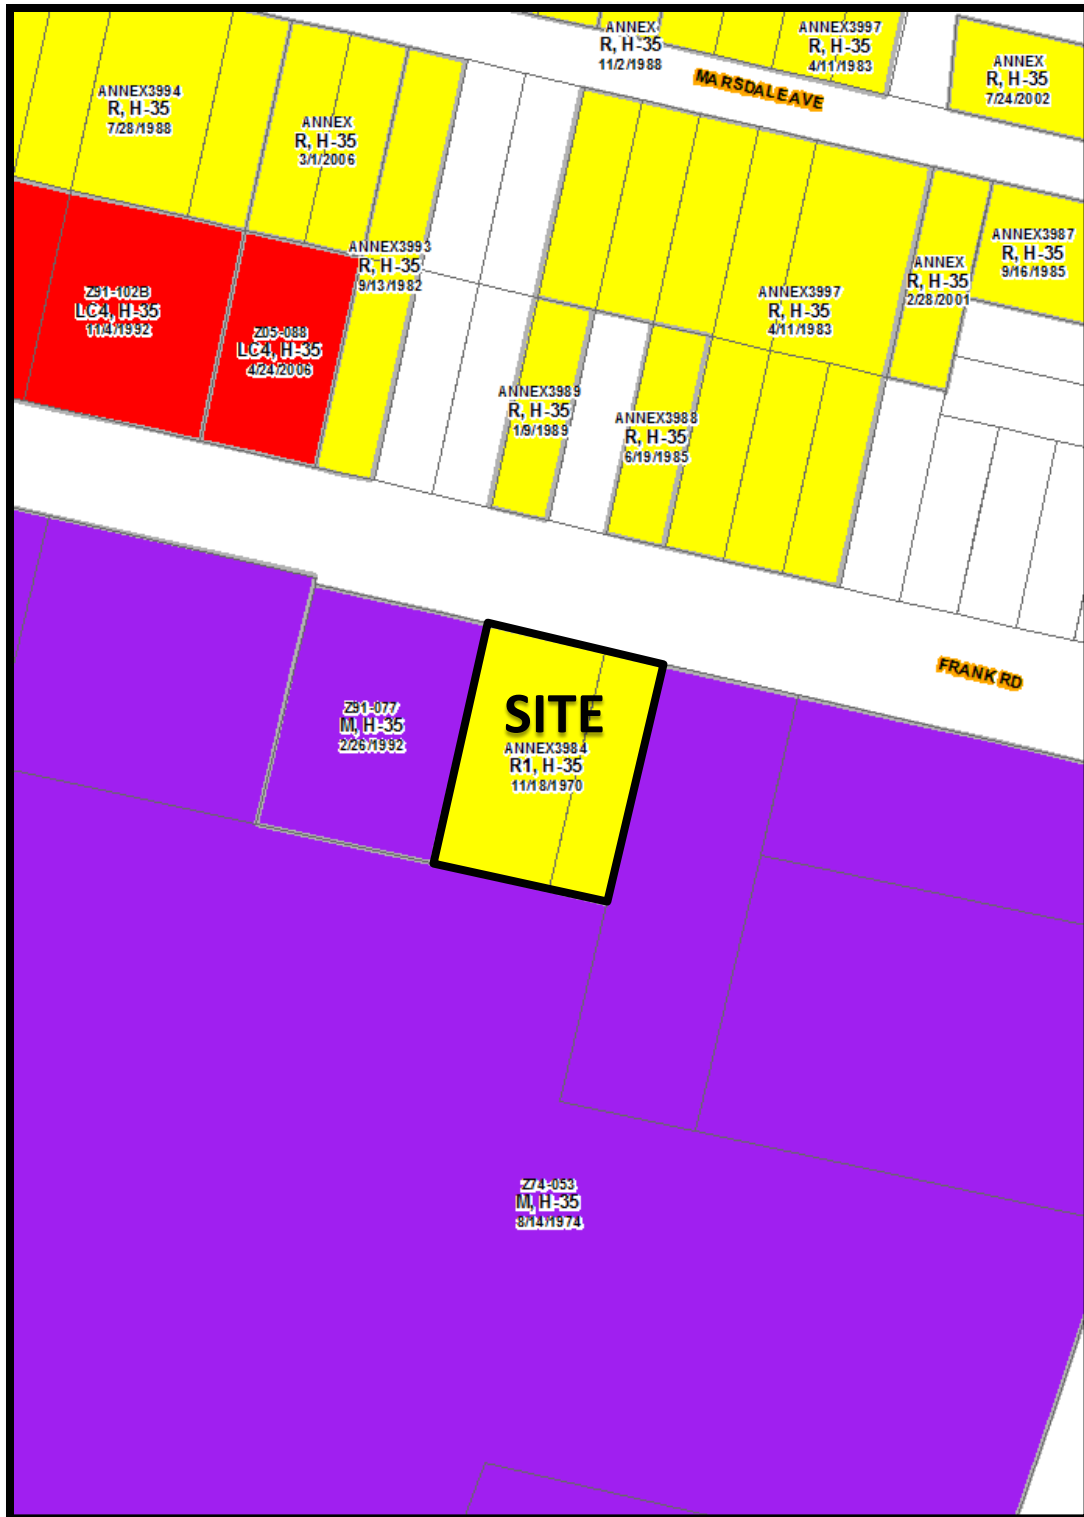 ANNEX
R, H-35
11/2/1988
ANNEX3997
R, H-35
4/11/1983
ANNEX
R, H-35
7/24/2002
MARSDALE AVE
ANNEX3994
R, H-35
7/28/1988
ANNEX
R, H-35
3/1/2006
ANNEX3993
R, H-35
9/13/1982
ANNEX3987
R, H-35
9/16/1985
ANNEX
R, H-35
2/28/2001
Z91-102B
LC4, H-35
11/4/1992
ANNEX3997
R, H-35
4/11/1983
Z05-088
LC4, H-35
4/24/2006
ANNEX3989
R, H-35
1/9/1989
ANNEX3988
R, H-35
6/19/1985
FRANK RD
Z91-077
M, H-35
2/26/1992
SITE
ANNEX3984
R1, H-35
11/18/1970
Z74-053
M, H-35
8/14/1974